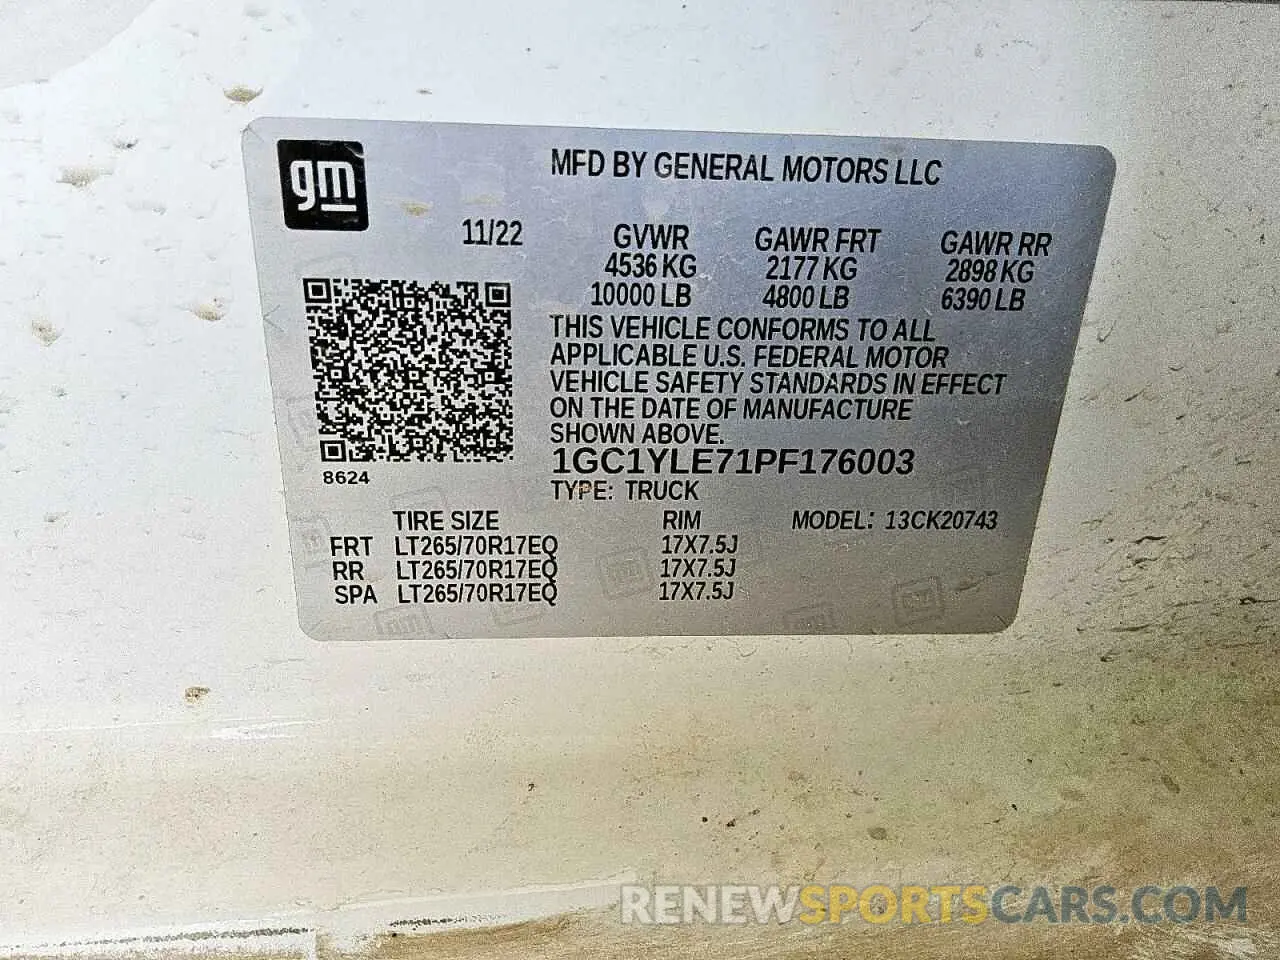 gm
MFD BY GENERAL MOTORS LLC
11/22 GVWR GAWR FRT GAWR RR
4536 KG 2177 KG 2898 KG
10000 LB 4800 LB 6390 LB
THIS VEHICLE CONFORMS TO ALL
APPLICABLE U.S. FEDERAL MOTOR
VEHICLE SAFETY STANDARDS IN EFFECT
ON THE DATE OF MANUFACTURE
SHOWN ABOVE.
1GC1YLE71PF176003
8624
TYPE: TRUCK
TIRE SIZE RIM MODEL: 13CK20743
FRT LT265/70R17EQ 17X7.5J
RR LT265/70R17EQ 17X7.5J
SPA LT265/70R17EQ 17X7.5J
RENEWSPORTSCARS.COM